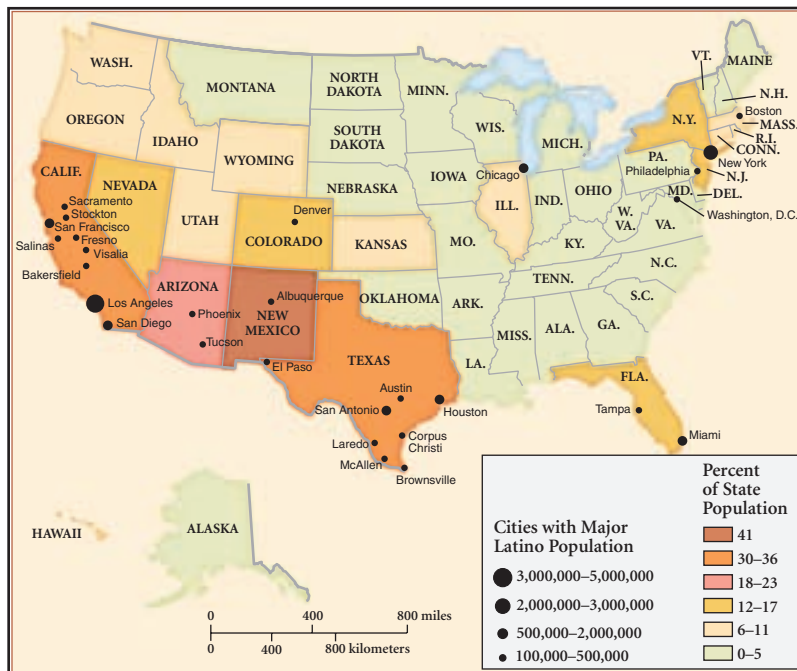 WASH.
OREGON
IDAHO
MONTANA
WYOMING
NORTH
DAKOTA
SOUTH
DAKOTA
MINN.
WIS.
MICH.
VT.
MAINE
N.H.
Boston
MASS.
R.I.
CONN.
N.Y.
New York
N.J.
PA.
Philadelphia
MD.
DEL.
Washington, D.C.
CALIF.
Sacramento
Stockton
San Francisco
Salinas
Fresno
Visalia
Bakersfield
Los Angeles
San Diego
NEVADA
UTAH
Denver
COLORADO
NEBRASKA
KANSAS
IOWA
Chicago
ILL.
IND.
OHIO
W.
VA.
VA.
MO.
KY.
ARIZONA
Phoenix
Tucson
Albuquerque
NEW
MEXICO
OKLAHOMA
ARK.
TENN.
N.C.
S.C.
MISS.
ALA.
GA.
LA.
El Paso
TEXAS
Austin
San Antonio
Houston
Laredo
Corpus
Christi
McAllen
Brownsville
FLA.
Tampa
Miami
HAWAII
ALASKA
0 400 800 miles
0 400 800 kilometers
Cities with Major
Latino Population
3,000,000–5,000,000
2,000,000–3,000,000
500,000–2,000,000
100,000–500,000
Percent
of State
Population
41
30–36
18–23
12–17
6–11
0–5